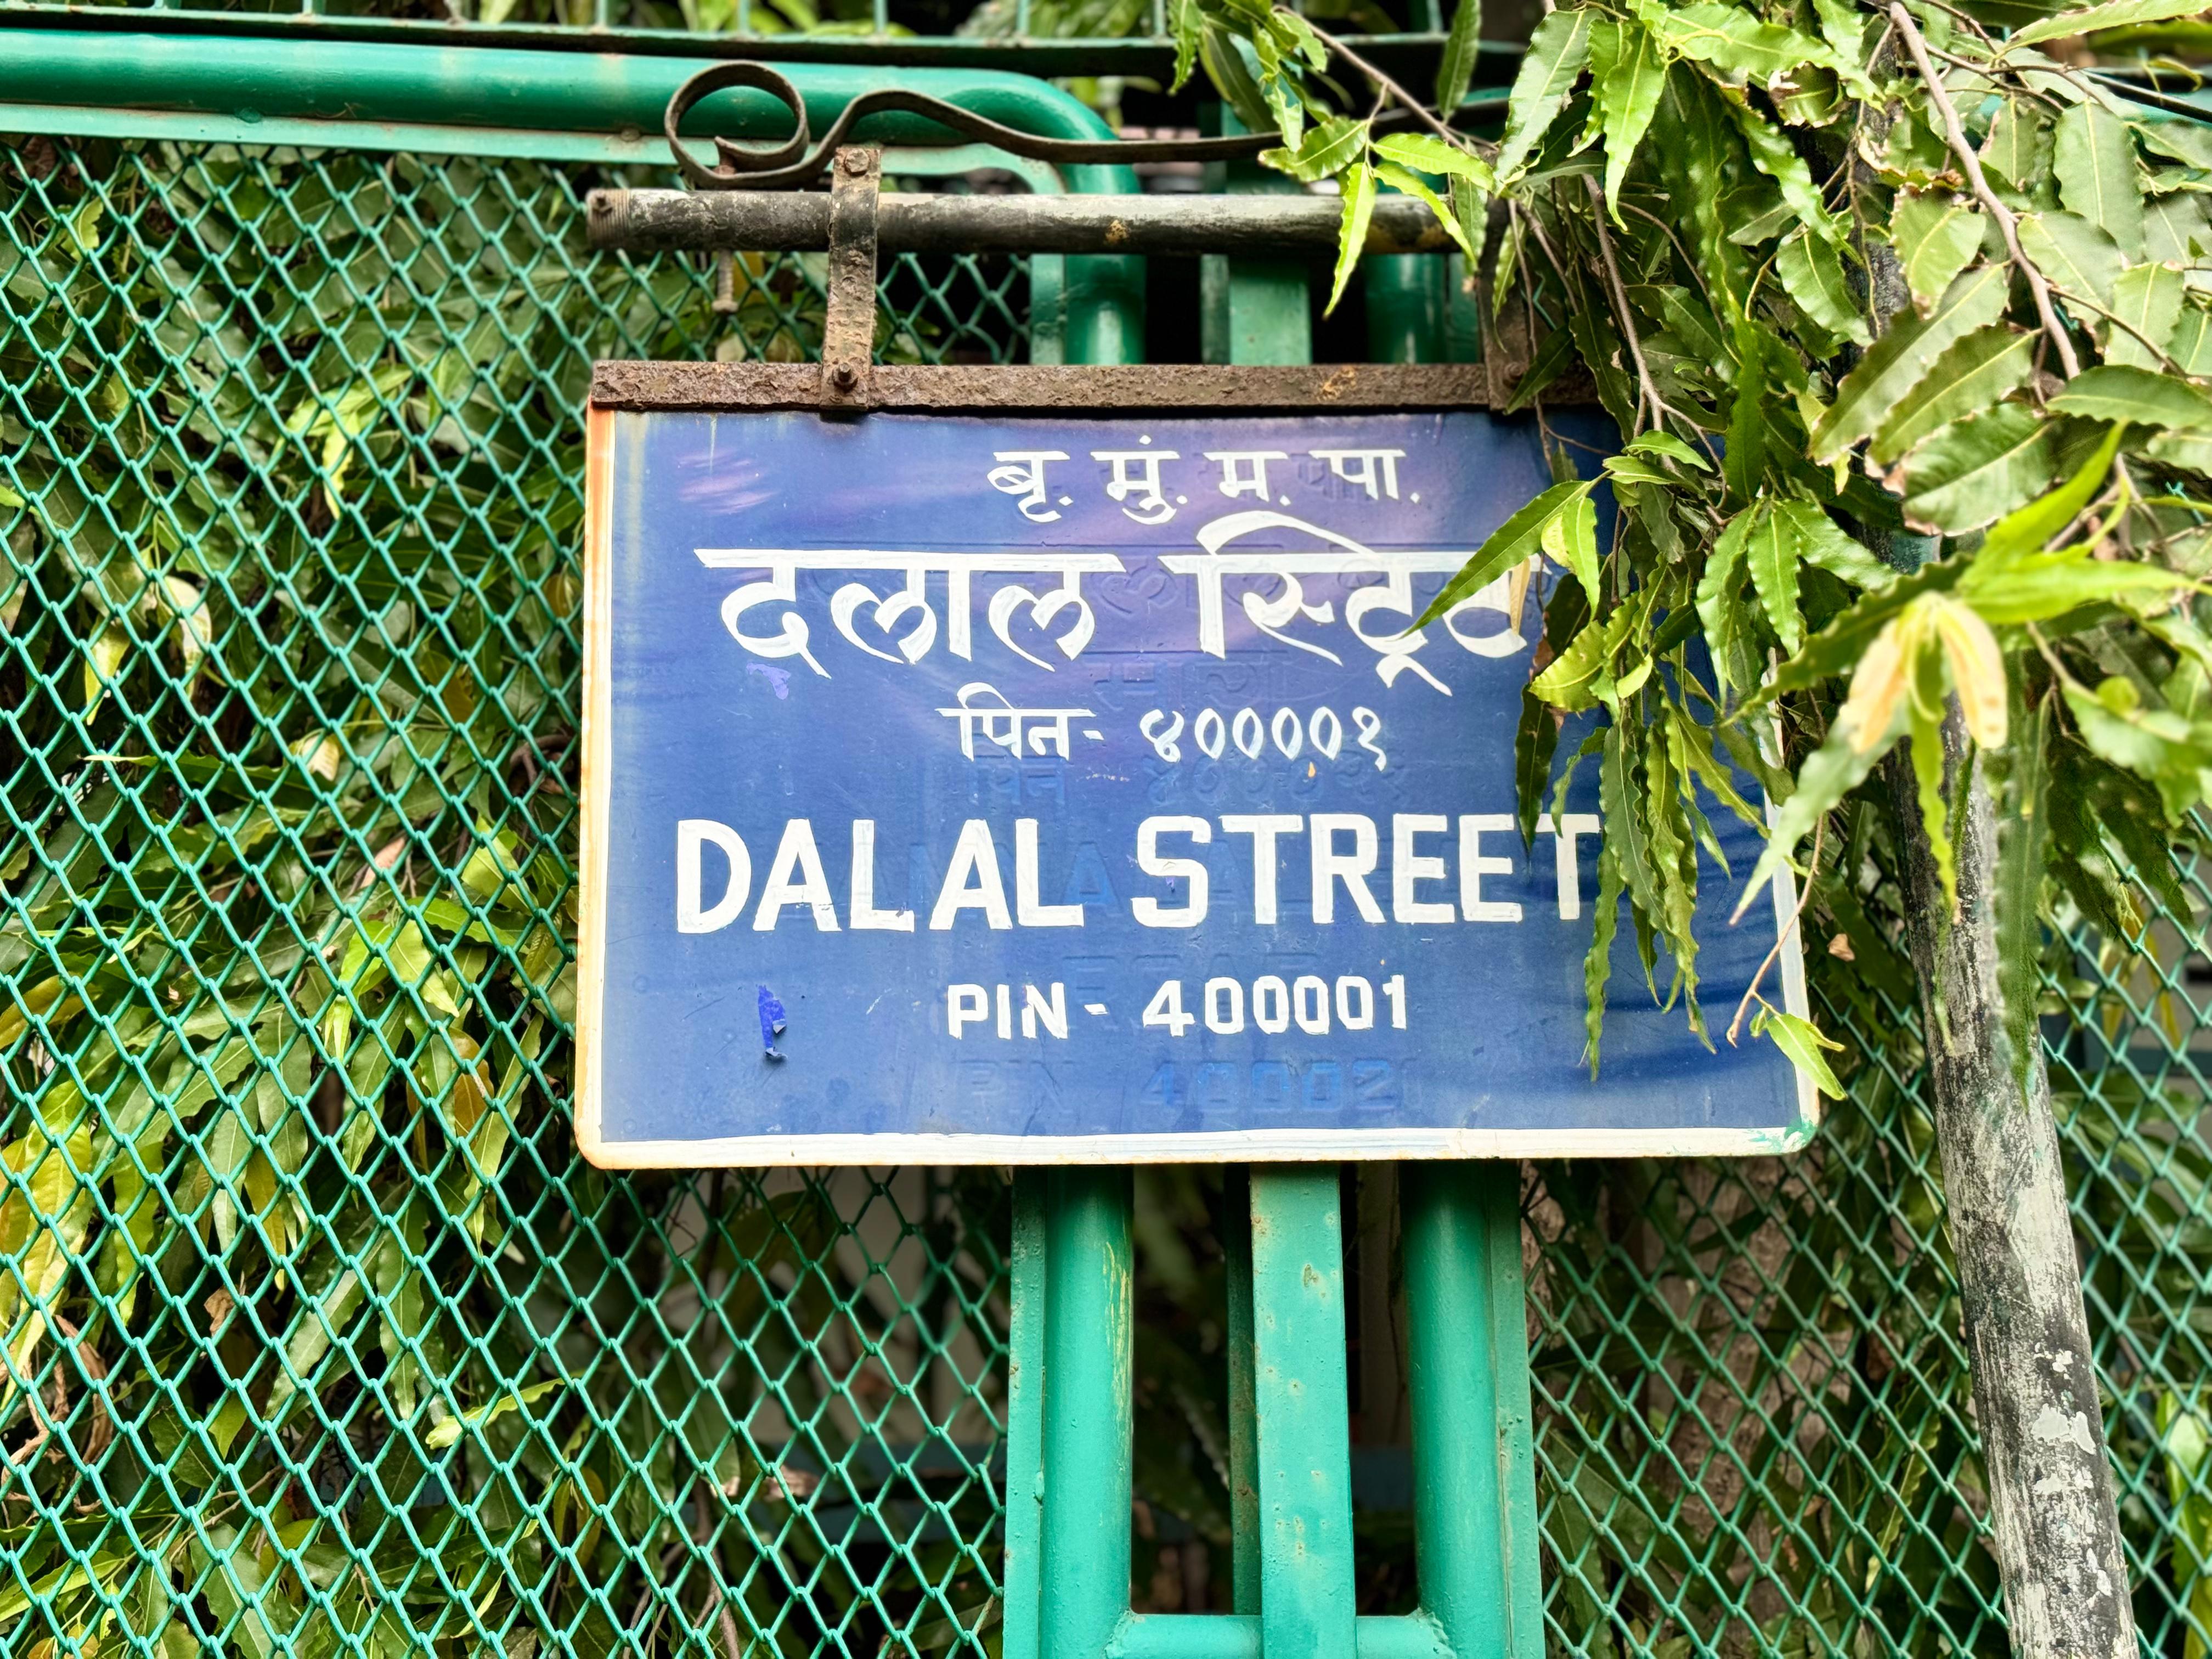 बृ. मुं. म. पा.
दलाल स्ट्रिट
पिन - ४००००१
DALAL STREET
PIN - 400001